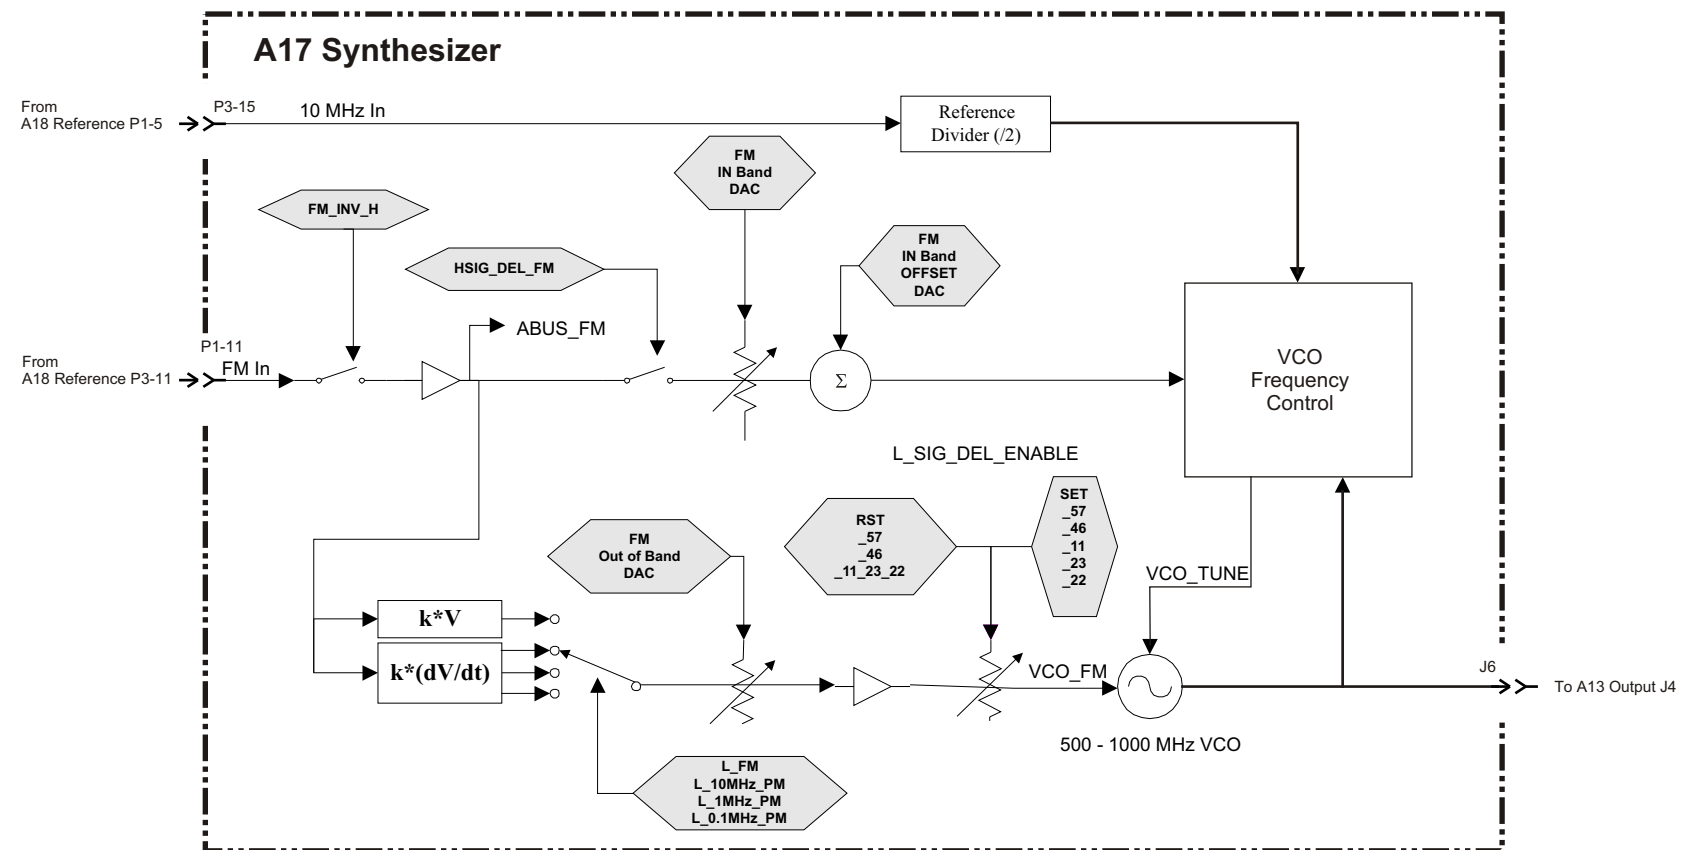 A17 Synthesizer
From
A18 Reference P1-5
P3-15
10 MHz In
Reference
Divider (/2)
FM
IN Band
DAC
FM_INV_H
FM
IN Band
OFFSET
DAC
HSIG_DEL_FM
ABUS_FM
From
A18 Reference P3-11
P1-11
FM In
Σ
VCO
Frequency
Control
L_SIG_DEL_ENABLE
FM
Out of Band
DAC
RST
_57
_46
_11_23_22
SET
_57
_46
_11
_23
_22
VCO_TUNE
k*V
k*(dV/dt)
VCO_FM
J6
To A13 Output J4
500 - 1000 MHz VCO
L_FM
L_10MHz_PM
L_1MHz_PM
L_0.1MHz_PM